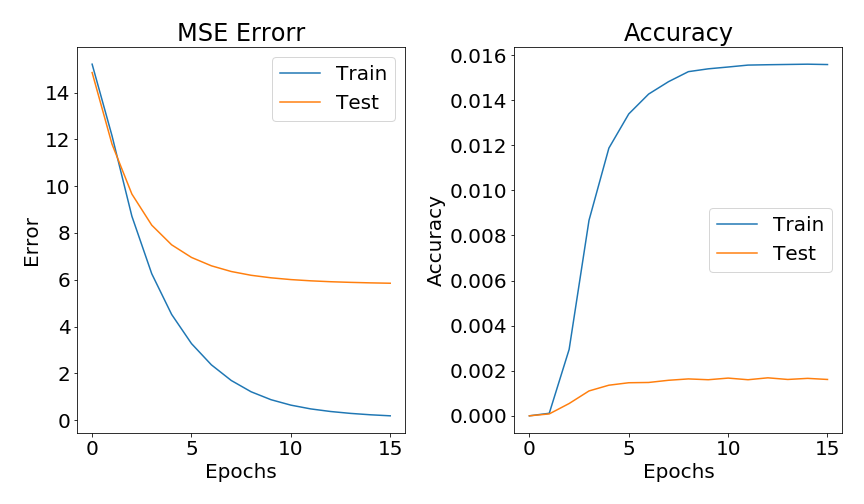 MSE Errorr
Error
14
12
10
8
6
4
2
0
Train
Test
0 5 10 15
Epochs
Accuracy
Accuracy
0.016
0.014
0.012
0.010
0.008
0.006
0.004
0.002
0.000
Train
Test
0 5 10 15
Epochs